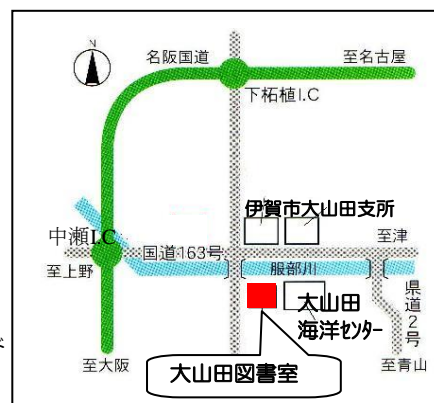 N
名阪国道
至名古屋
下柘植I.C
伊賀市大山田支所
中瀬I.C
国道163号
至津
至上野
服部川
大山田
海洋センター
県道2号
至大阪
大山田図書室
至青山